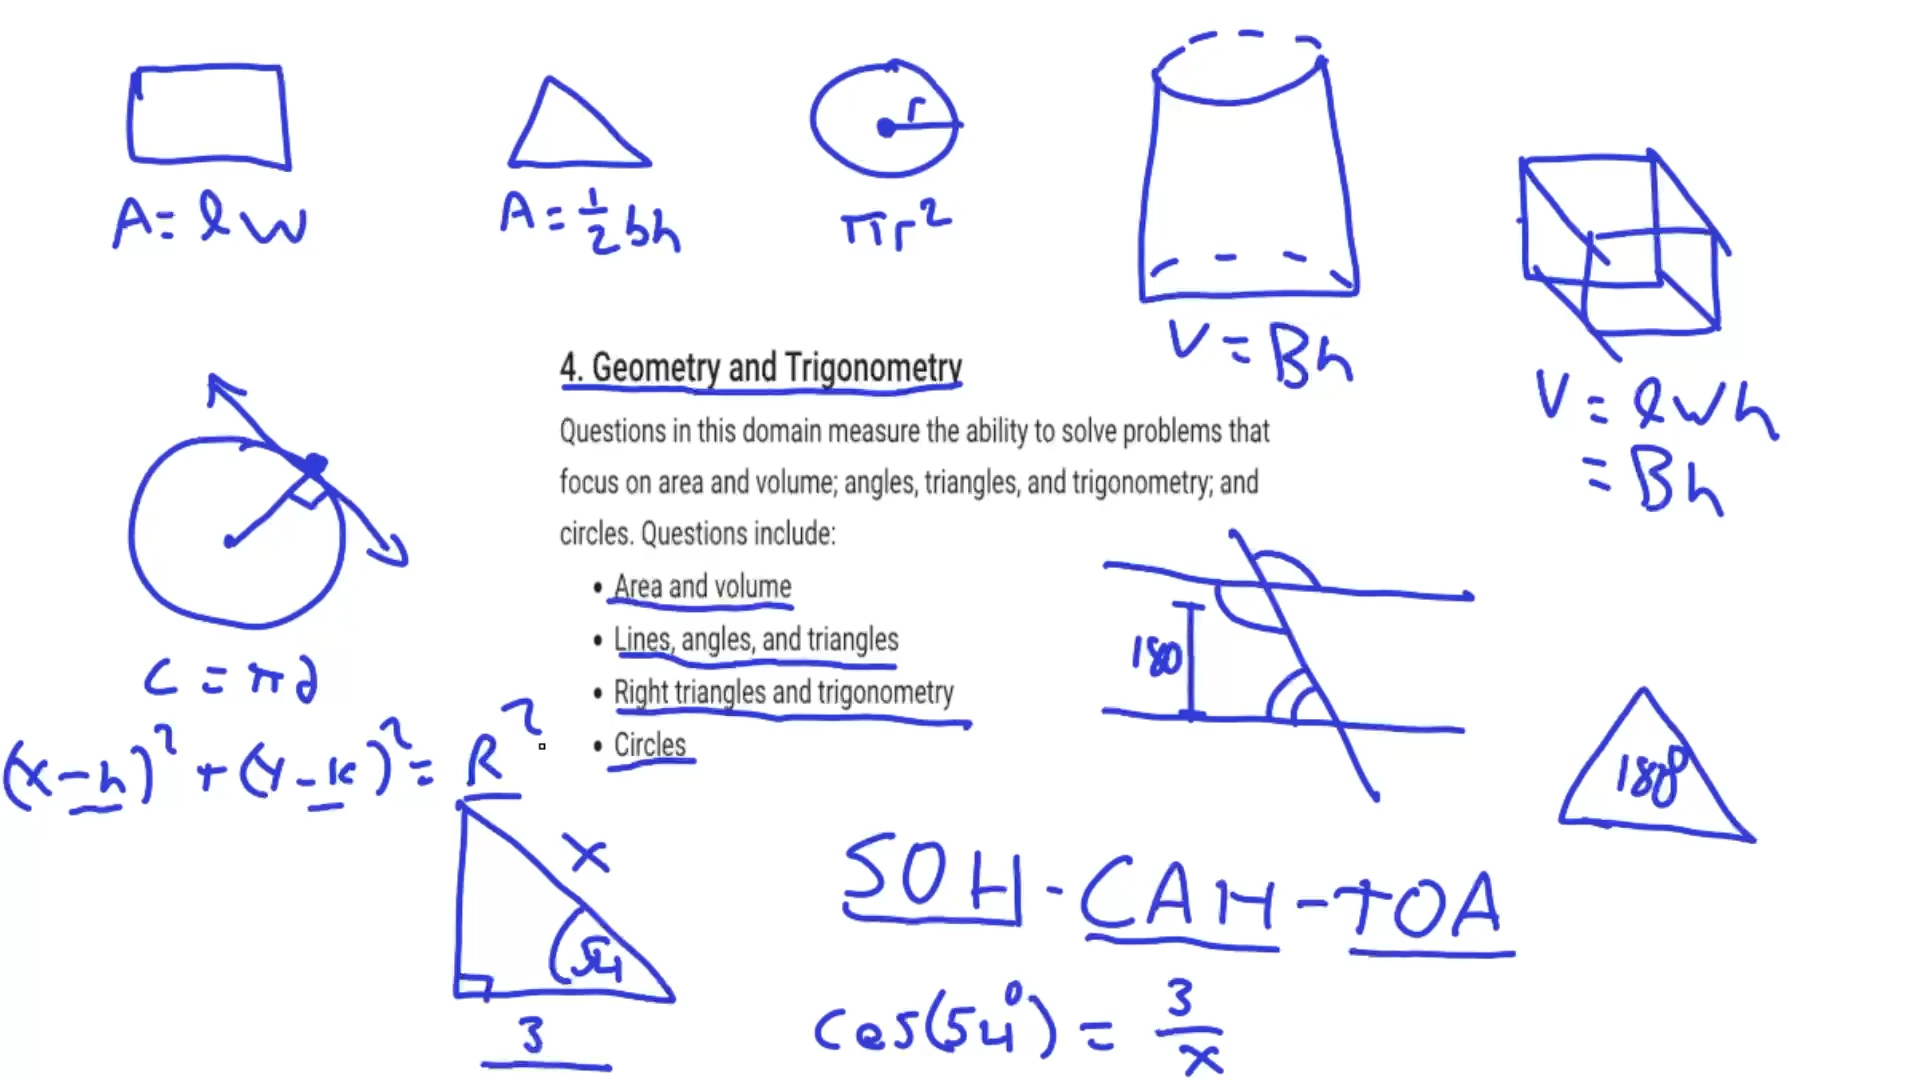 r
A = lw
A = 1/2 bh
πr²
V = Bh
V = lwh
= Bh
4. Geometry and Trigonometry
Questions in this domain measure the ability to solve problems that
focus on area and volume; angles, triangles, and trigonometry; and
circles. Questions include:
• Area and volume
• Lines, angles, and triangles
• Right triangles and trigonometry
• Circles
C = πd
(x-h)² + (y-k)² = R²
180
180°
x
54
3
SOH-CAH-TOA
cos(54°) = 3/x